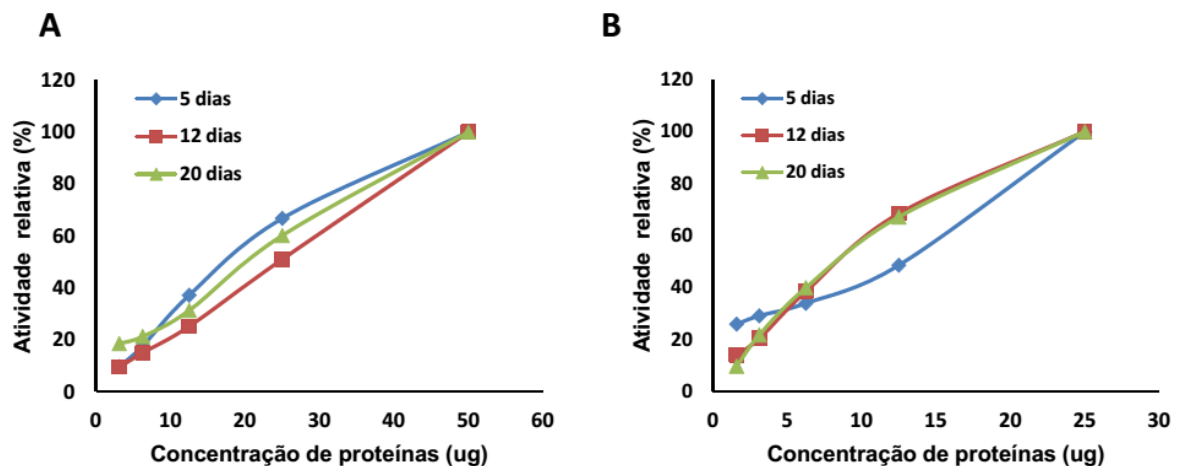 A
120
100
80
60
40
20
0
Atividade relativa (%)
5 dias
12 dias
20 dias
0 10 20 30 40 50 60
Concentração de proteínas (ug)
B
120
100
80
60
40
20
0
Atividade relativa (%)
5 dias
12 dias
20 dias
0 5 10 15 20 25 30
Concentração de proteínas (ug)